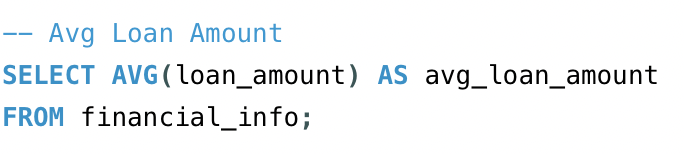 -- Avg Loan Amount
SELECT AVG(loan_amount) AS avg_loan_amount
FROM financial_info;